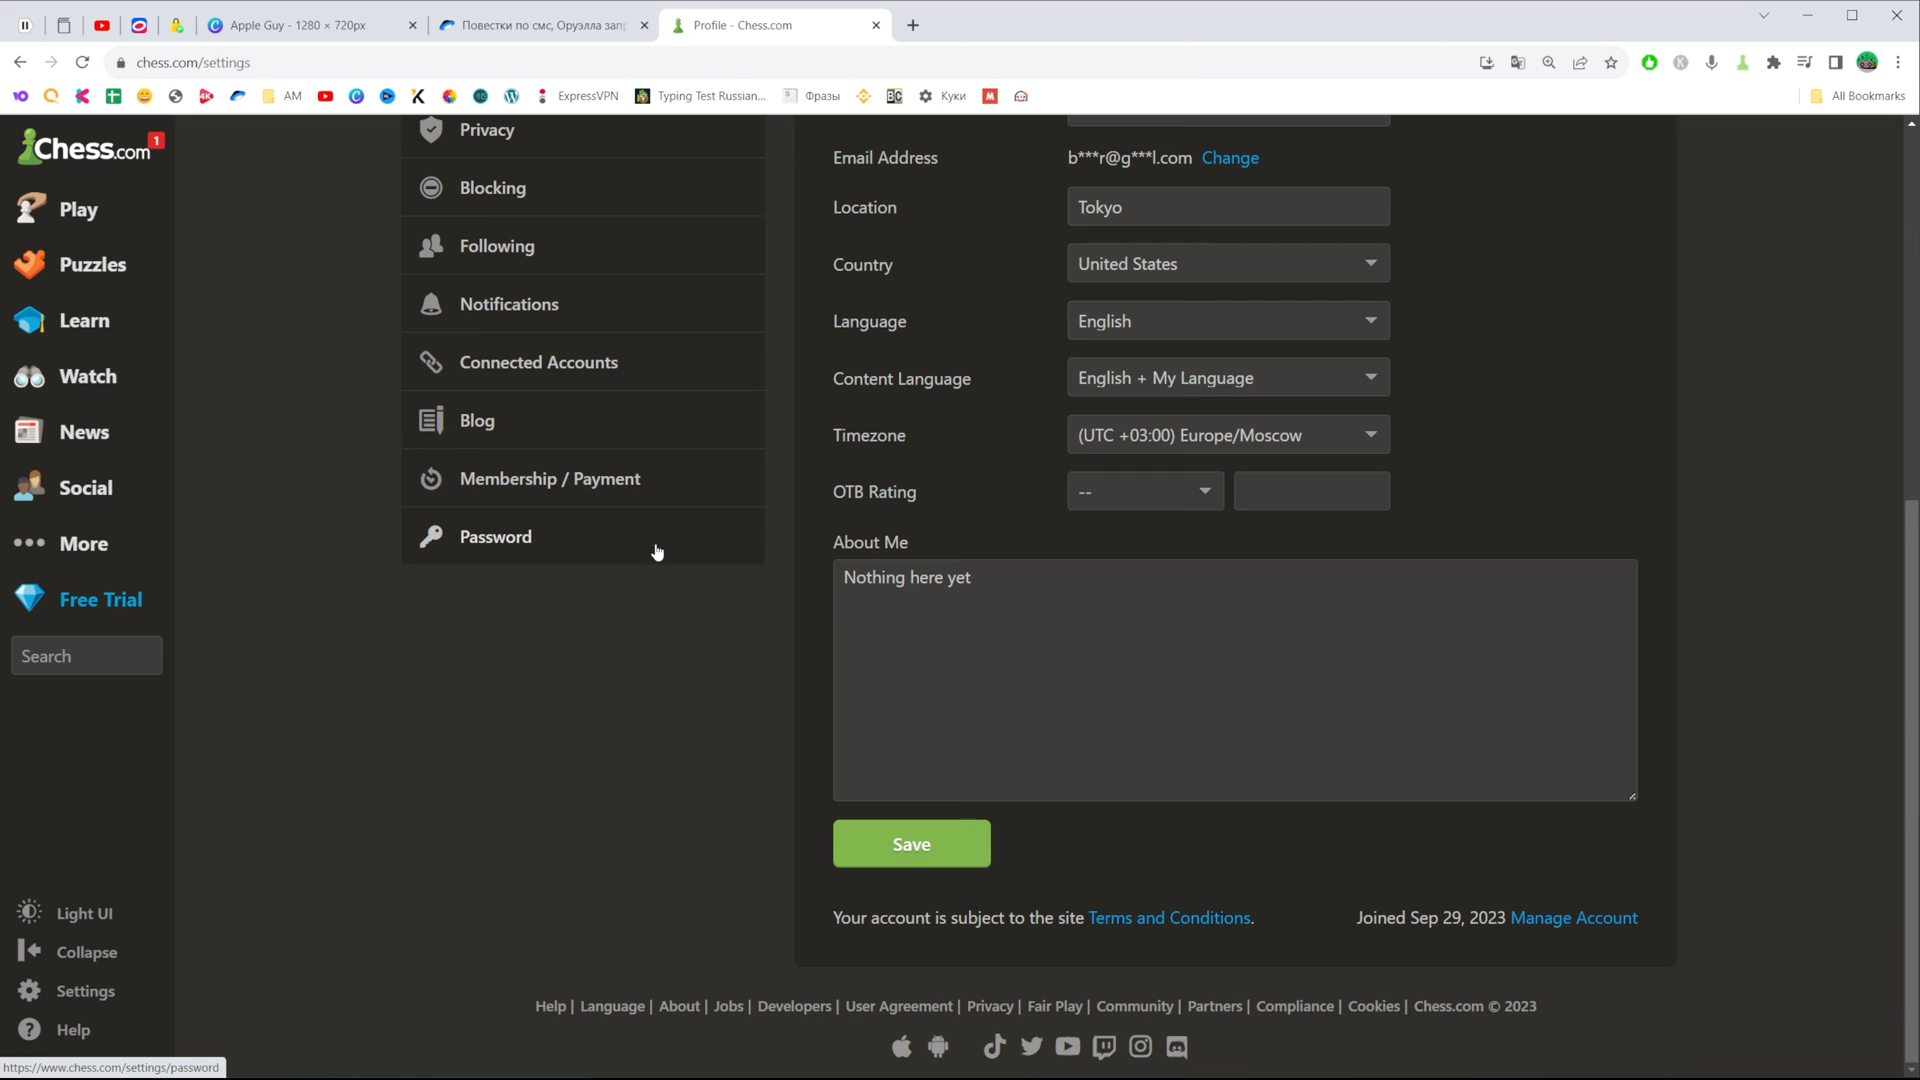 Apple Guy - 1280 × 720px
Повестки по смс, Оруэлла зап
Profile - Chess.com
chess.com/settings
AM
ExpressVPN
Typing Test Russian...
Фразы
Куки
All Bookmarks
Chess.com
1
Play
Puzzles
Learn
Watch
News
Social
More
Free Trial
Search
Light UI
Collapse
Settings
Help
https://www.chess.com/settings/password
Privacy
Blocking
Following
Notifications
Connected Accounts
Blog
Membership / Payment
Password
Email Address b***r@g***l.com Change
Location Tokyo
Country United States
Language English
Content Language English + My Language
Timezone (UTC +03:00) Europe/Moscow
OTB Rating --
About Me
Nothing here yet
Save
Your account is subject to the site Terms and Conditions. Joined Sep 29, 2023 Manage Account
Help | Language | About | Jobs | Developers | User Agreement | Privacy | Fair Play | Community | Partners | Compliance | Cookies | Chess.com © 2023